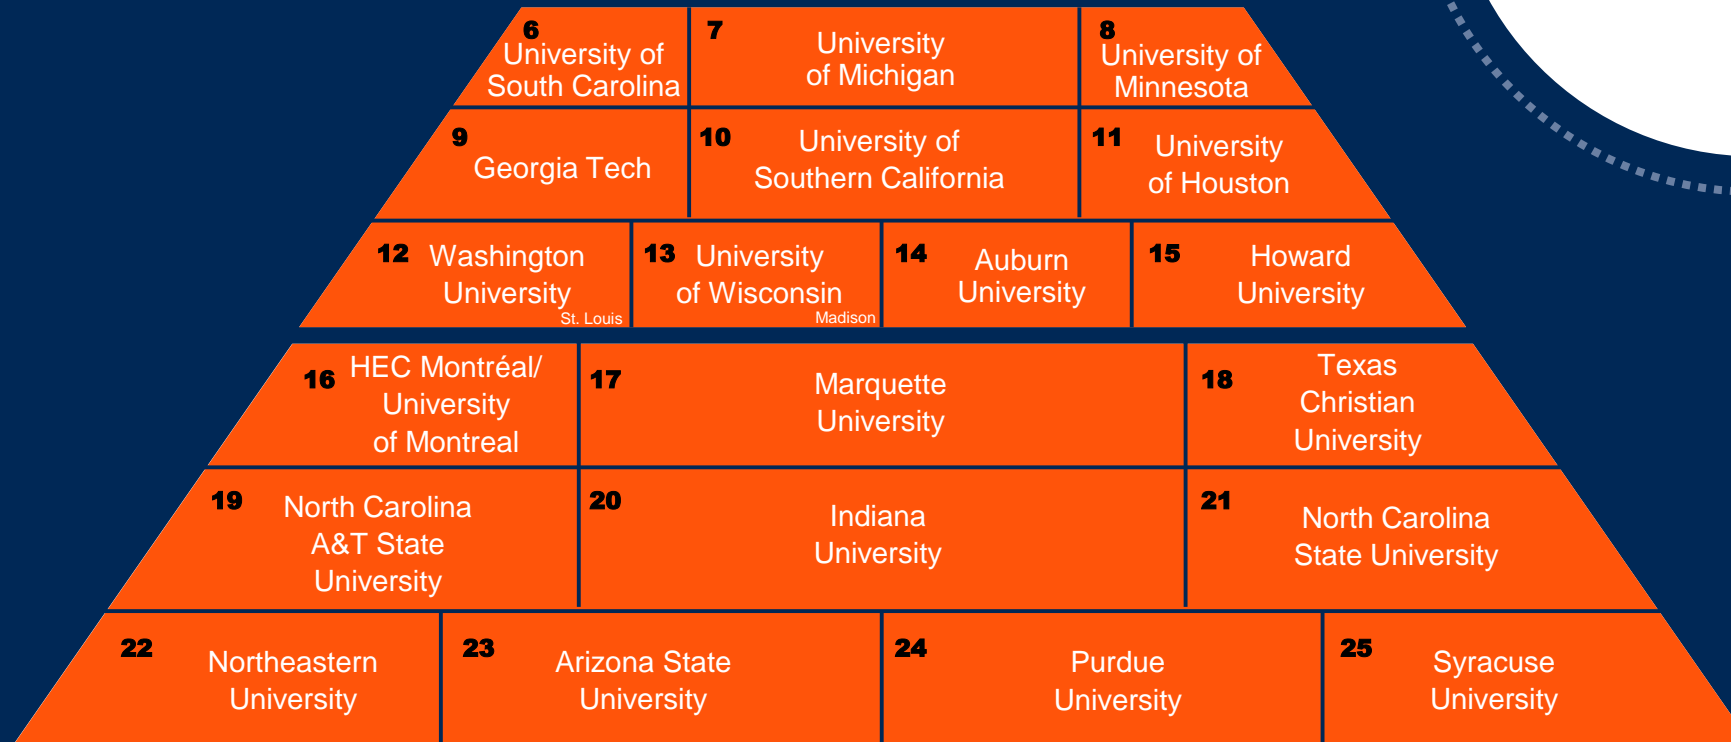 6
University of
South Carolina
7
University
of Michigan
8
University of
Minnesota
9
Georgia Tech
10
University of
Southern California
11
University
of Houston
12
Washington
University
St. Louis
13
University
of Wisconsin
Madison
14
Auburn
University
15
Howard
University
16
HEC Montréal/
University
of Montreal
17
Marquette
University
18
Texas
Christian
University
19
North Carolina
A&T State
University
20
Indiana
University
21
North Carolina
State University
22
Northeastern
University
23
Arizona State
University
24
Purdue
University
25
Syracuse
University